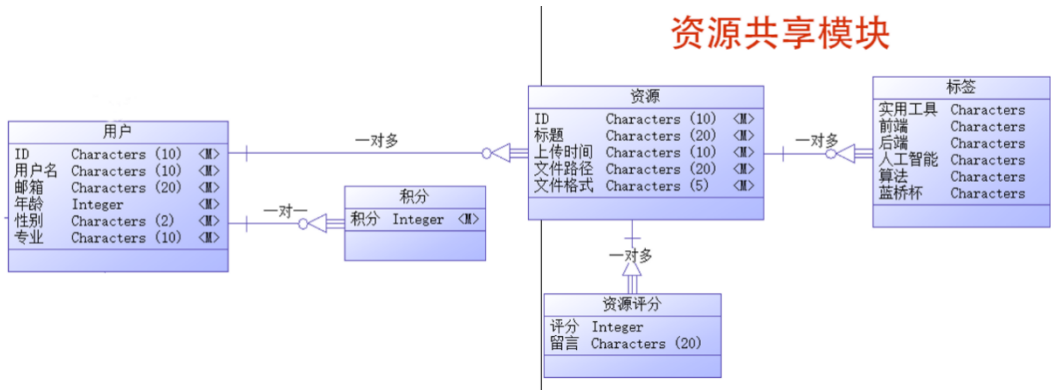 资源共享模块
用户
ID Characters (10) <M>
用户名 Characters (10) <M>
邮箱 Characters (20) <M>
年龄 Integer <M>
性别 Characters (2) <M>
专业 Characters (10) <M>
一对多
一对一
积分
积分 Integer <M>
资源
ID Characters (10) <M>
标题 Characters (20) <M>
上传时间 Characters (10) <M>
文件路径 Characters (20) <M>
文件格式 Characters (5) <M>
一对多
标签
实用工具 Characters
前端 Characters
后端 Characters
人工智能 Characters
算法 Characters
蓝桥杯 Characters
一对多
资源评分
评分 Integer
留言 Characters (20)